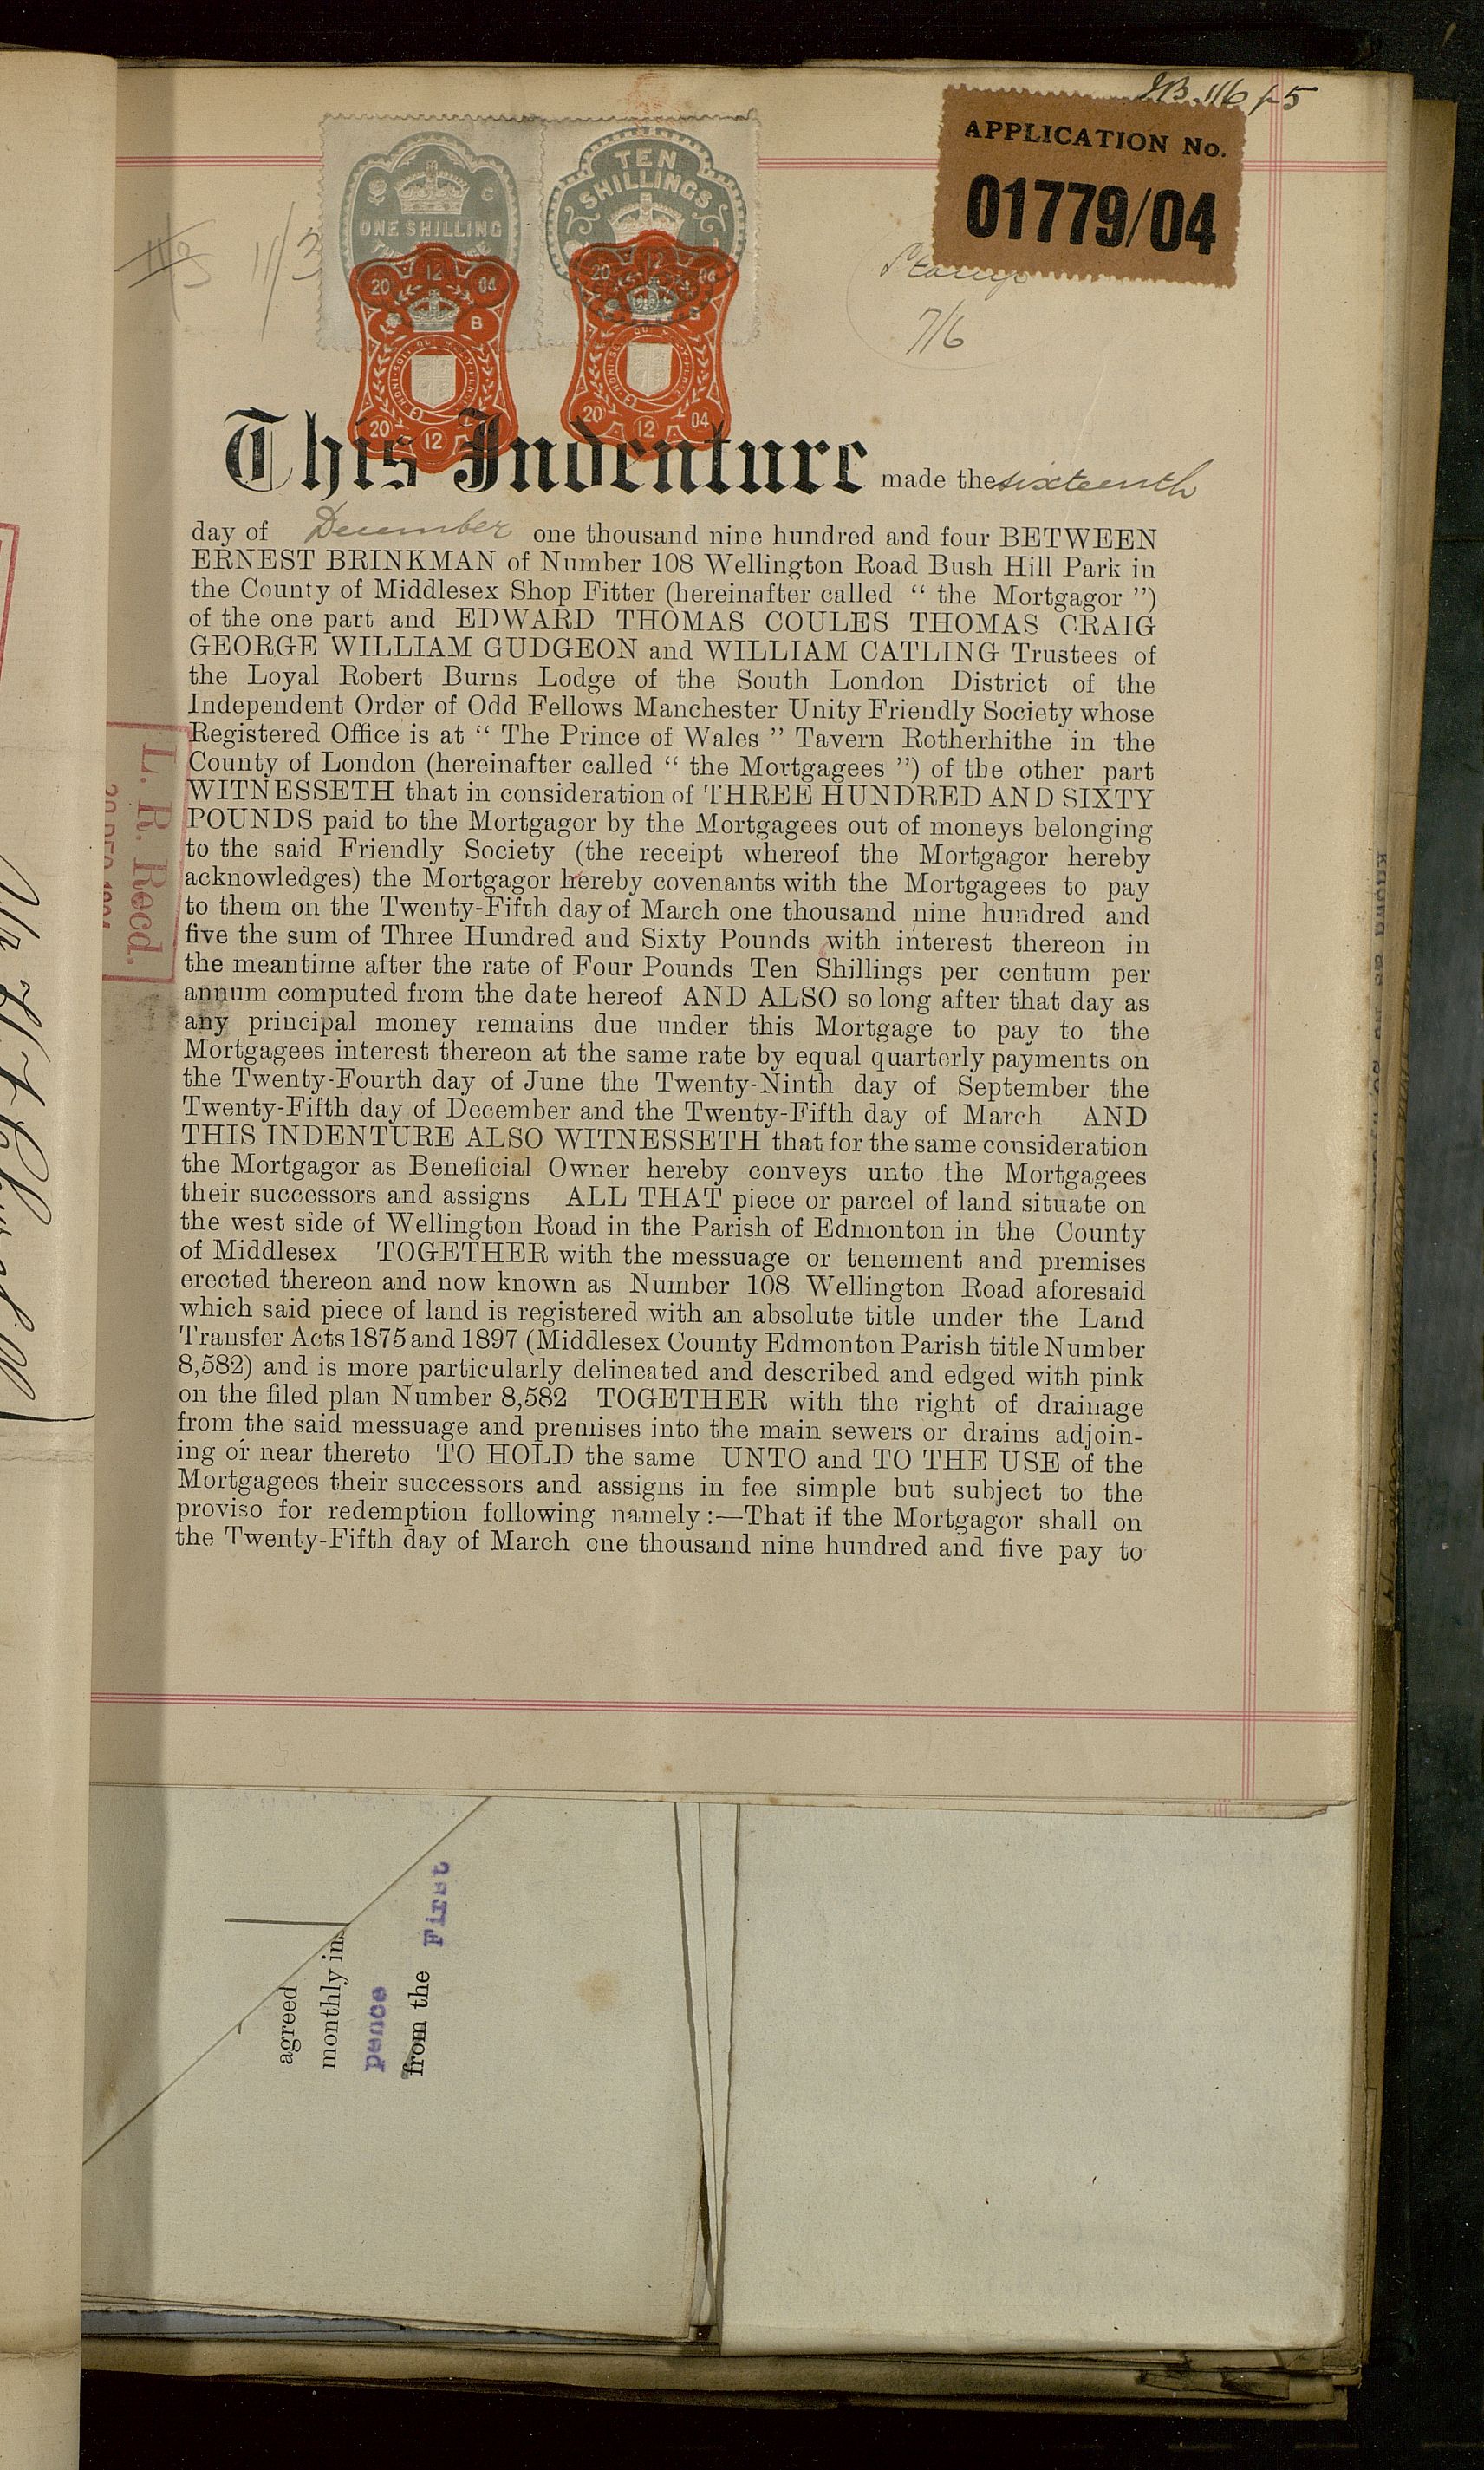 116
APPLICATION No.
01779/04
ONE SHILLING
TEN
SHILLINGS
11/3
Stamp
7/6
20 12 04
B
20 12
20 12 04
20 12 04
This Indenture made the sixteenth
day of December one thousand nine hundred and four BETWEEN
ERNEST BRINKMAN of Number 108 Wellington Road Bush Hill Park in
the County of Middlesex Shop Fitter (hereinafter called “ the Mortgagor ”)
of the one part and EDWARD THOMAS COULES THOMAS CRAIG
GEORGE WILLIAM GUDGEON and WILLIAM CATLING Trustees of
the Loyal Robert Burns Lodge of the South London District of the
Independent Order of Odd Fellows Manchester Unity Friendly Society whose
Registered Office is at “ The Prince of Wales ” Tavern Rotherhithe in the
County of London (hereinafter called “ the Mortgagees ”) of the other part
WITNESSETH that in consideration of THREE HUNDRED AND SIXTY
POUNDS paid to the Mortgagor by the Mortgagees out of moneys belonging
to the said Friendly Society (the receipt whereof the Mortgagor hereby
acknowledges) the Mortgagor hereby covenants with the Mortgagees to pay
to them on the Twenty-Fifth day of March one thousand nine hundred and
five the sum of Three Hundred and Sixty Pounds with interest thereon in
the meantime after the rate of Four Pounds Ten Shillings per centum per
annum computed from the date hereof AND ALSO so long after that day as
any principal money remains due under this Mortgage to pay to the
Mortgagees interest thereon at the same rate by equal quarterly payments on
the Twenty-Fourth day of June the Twenty-Ninth day of September the
Twenty-Fifth day of December and the Twenty-Fifth day of March AND
THIS INDENTURE ALSO WITNESSETH that for the same consideration
the Mortgagor as Beneficial Owner hereby conveys unto the Mortgagees
their successors and assigns ALL THAT piece or parcel of land situate on
the west side of Wellington Road in the Parish of Edmonton in the County
of Middlesex TOGETHER with the messuage or tenement and premises
erected thereon and now known as Number 108 Wellington Road aforesaid
which said piece of land is registered with an absolute title under the Land
Transfer Acts 1875 and 1897 (Middlesex County Edmonton Parish title Number
8,582) and is more particularly delineated and described and edged with pink
on the filed plan Number 8,582 TOGETHER with the right of drainage
from the said messuage and premises into the main sewers or drains adjoin-
ing or near thereto TO HOLD the same UNTO and TO THE USE of the
Mortgagees their successors and assigns in fee simple but subject to the
proviso for redemption following namely :—That if the Mortgagor shall on
the Twenty-Fifth day of March one thousand nine hundred and five pay to
L. R. Recd.
agreed
monthly in
pence
from the First